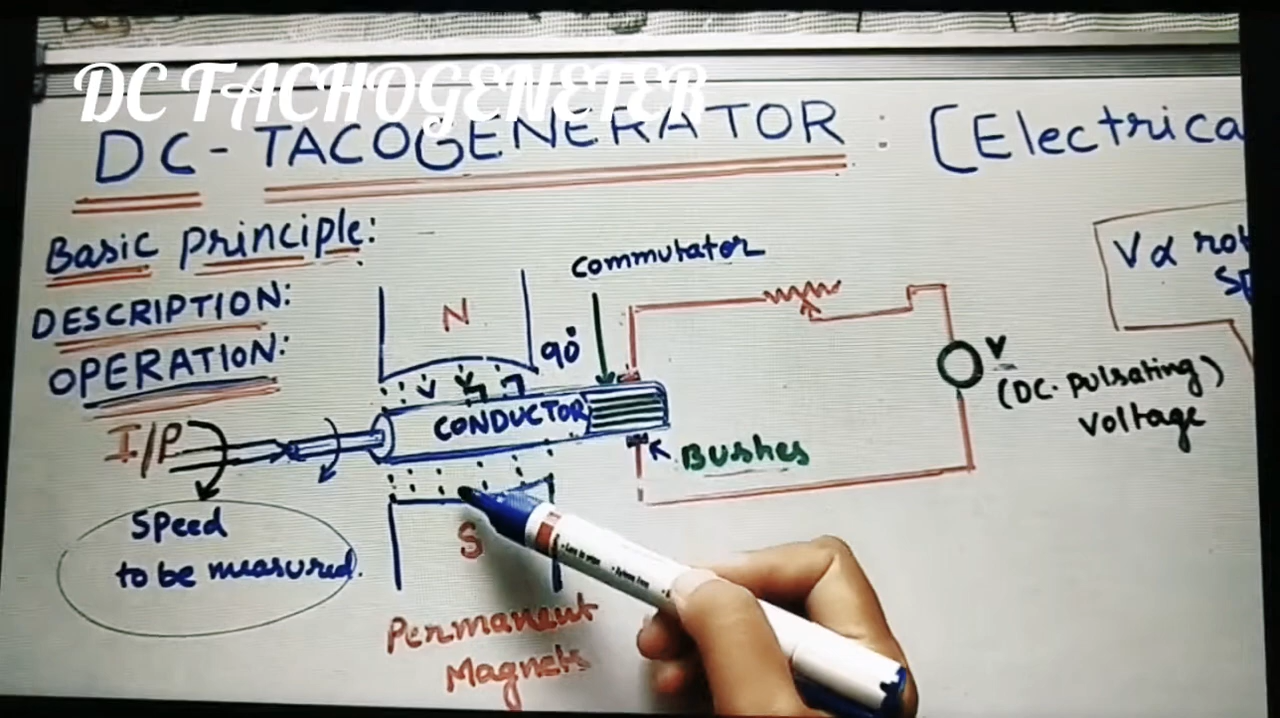 DC TACHOGENETER
DC-TACOGENERATOR : [Electrica
Basic principle:
DESCRIPTION:
OPERATION:
Commutator
N
90°
CONDUCTOR
I/P
Bushes
V
(DC-pulsating)
Voltage
V ∝ rot
Sp
Speed
to be measured.
S
Permanent
Magnets